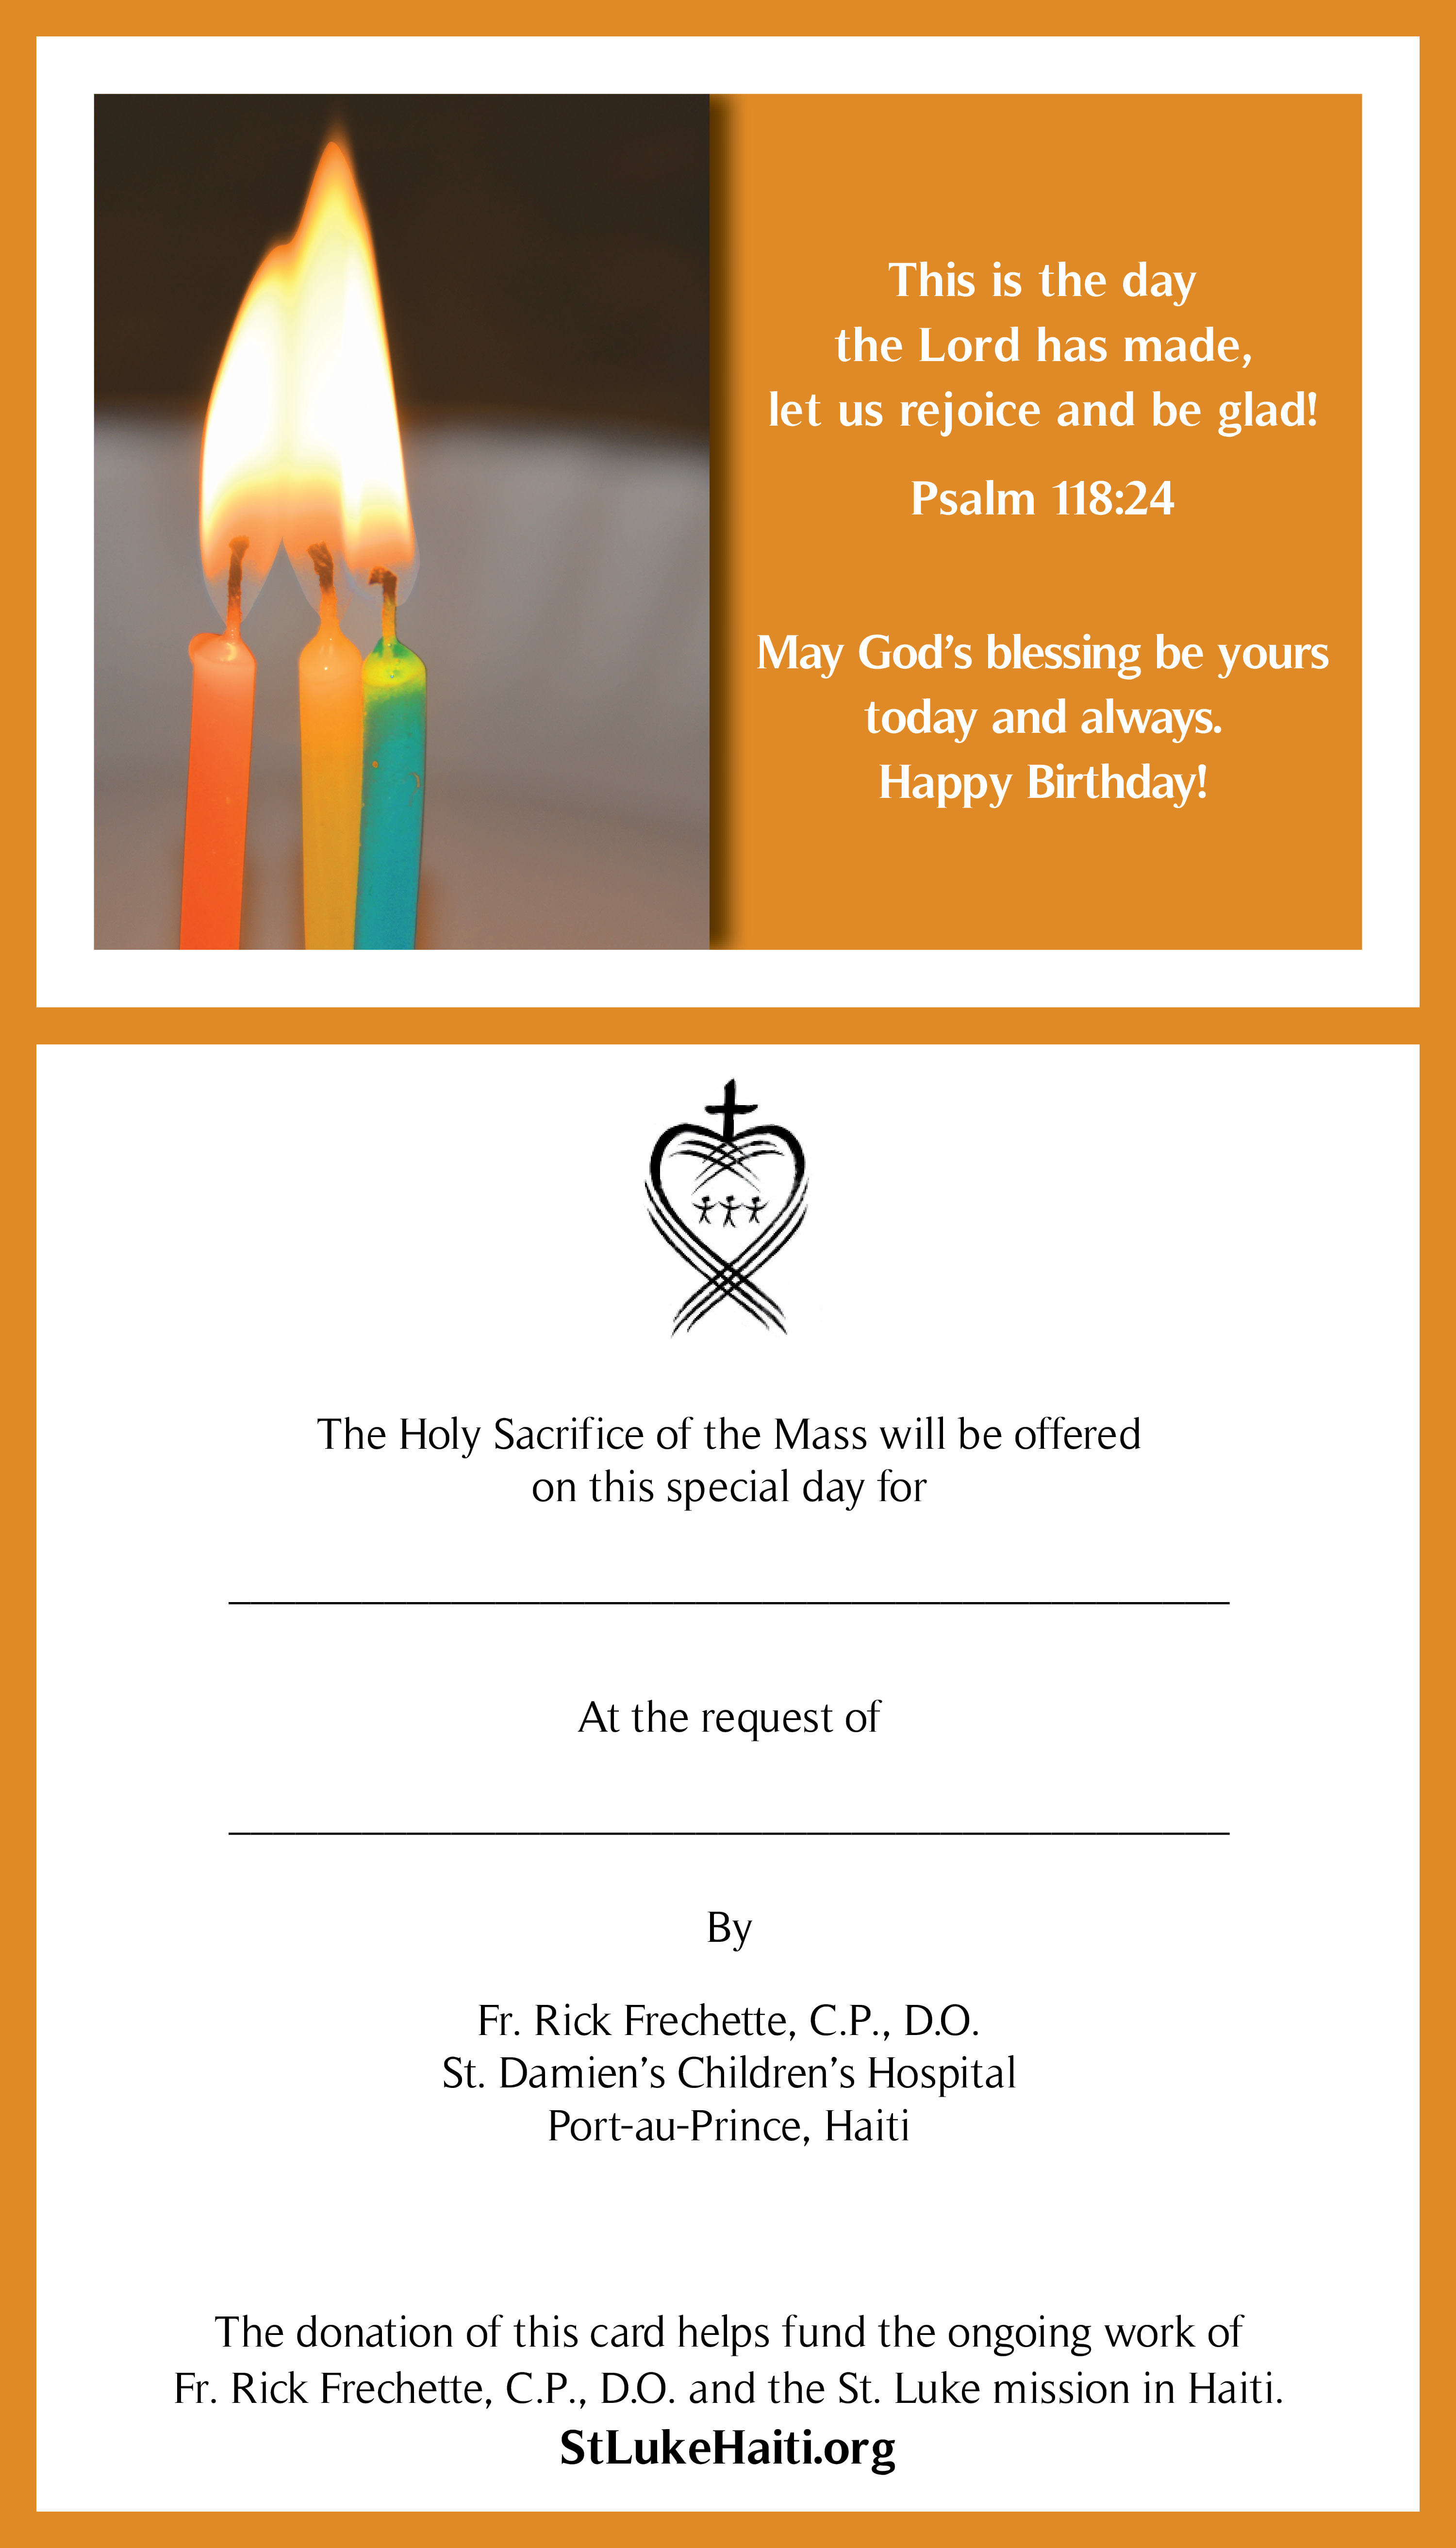 This is the day
the Lord has made,
let us rejoice and be glad!
Psalm 118:24
May God’s blessing be yours
today and always.
Happy Birthday!
The Holy Sacrifice of the Mass will be offered
on this special day for
At the request of
By
Fr. Rick Frechette, C.P., D.O.
St. Damien’s Children’s Hospital
Port-au-Prince, Haiti
The donation of this card helps fund the ongoing work of
Fr. Rick Frechette, C.P., D.O. and the St. Luke mission in Haiti.
StLukeHaiti.org